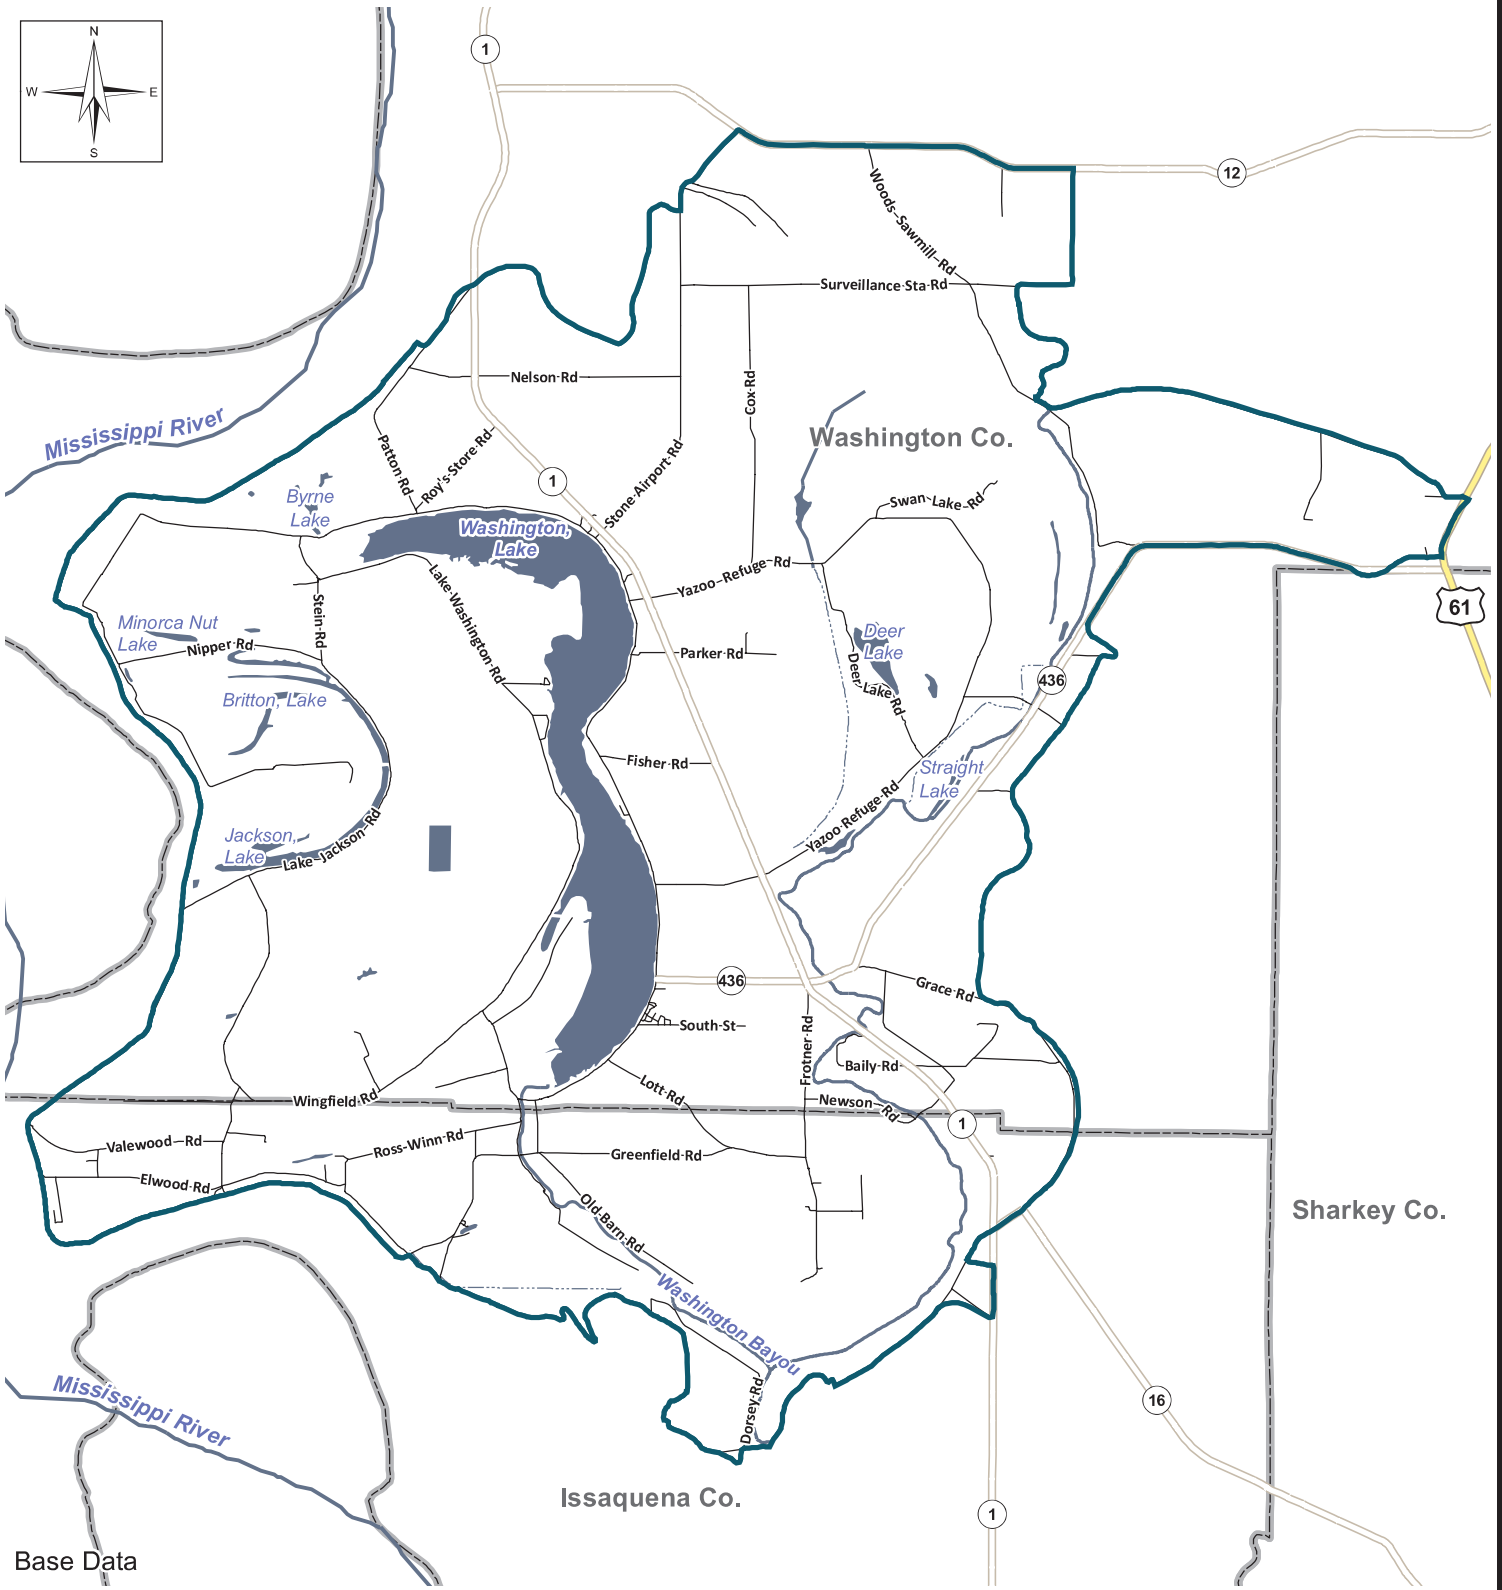 N
W E
S
1
12
Woods Sawmill Rd
Surveillance Sta Rd
Nelson Rd
Cox Rd
Mississippi River
Washington Co.
Patton Rd
Roy's Store Rd
Stone Airport Rd
1
Byrne
Lake
Swan Lake Rd
Washington,
Lake
Yazoo Refuge Rd
Lake Washington Rd
Stein Rd
61
Minorca Nut
Lake
Nipper Rd
Deer
Lake
Parker Rd
Deer Lake Rd
436
Britton, Lake
Fisher Rd
Straight
Lake
Yazoo Refuge Rd
Jackson,
Lake
Lake Jackson Rd
436
Grace Rd
South St
Frotner Rd
Baily Rd
Lott Rd
Wingfield Rd
Newson Rd
1
Valewood Rd
Ross-Winn Rd
Greenfield Rd
Elwood Rd
Old Barn Rd
Sharkey Co.
Washington Bayou
Mississippi River
Dorsey Rd
16
Issaquena Co.
1
Base Data